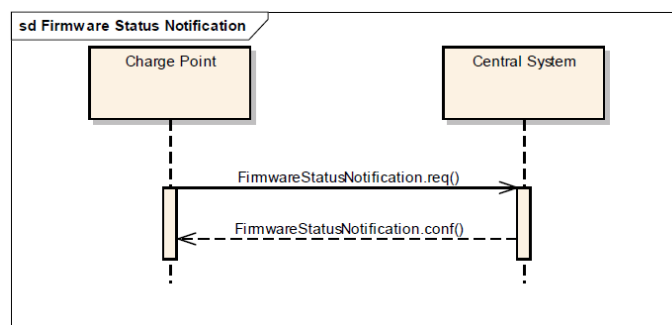 sd Firmware Status Notification
Charge Point
Central System
FirmwareStatusNotification.req()
FirmwareStatusNotification.conf()